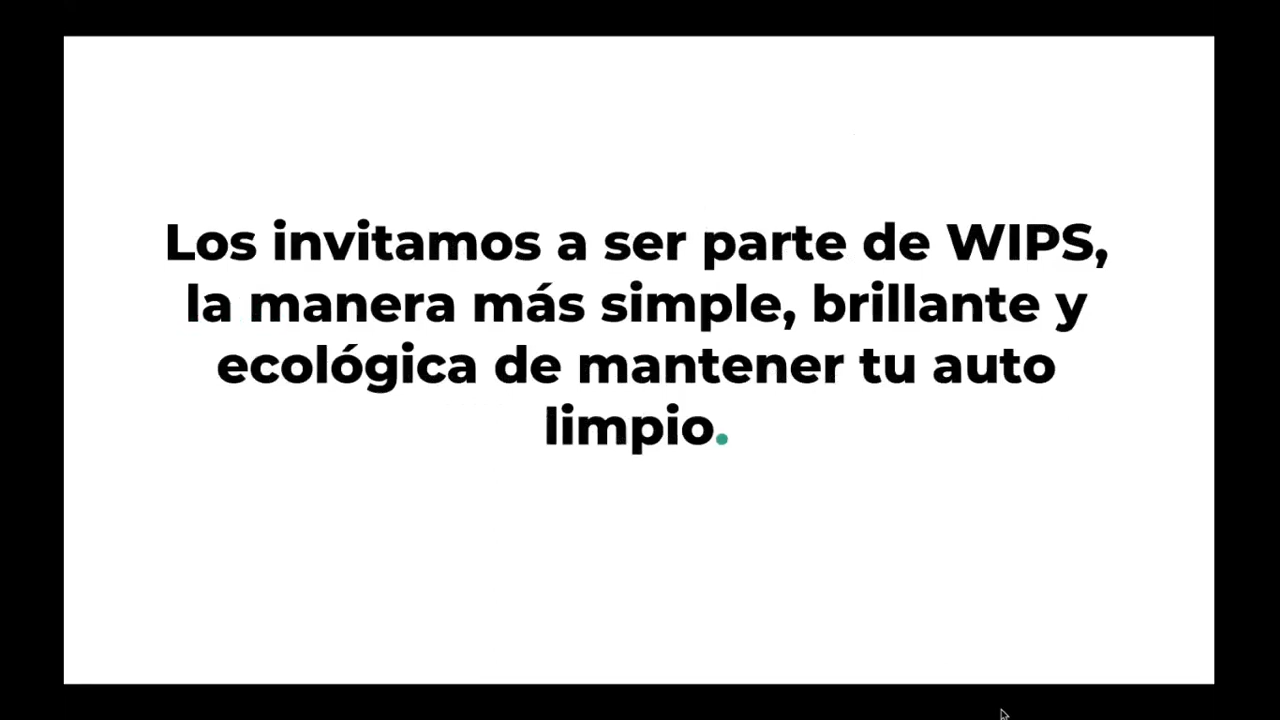 Los invitamos a ser parte de WIPS,
la manera más simple, brillante y
ecológica de mantener tu auto
limpio.